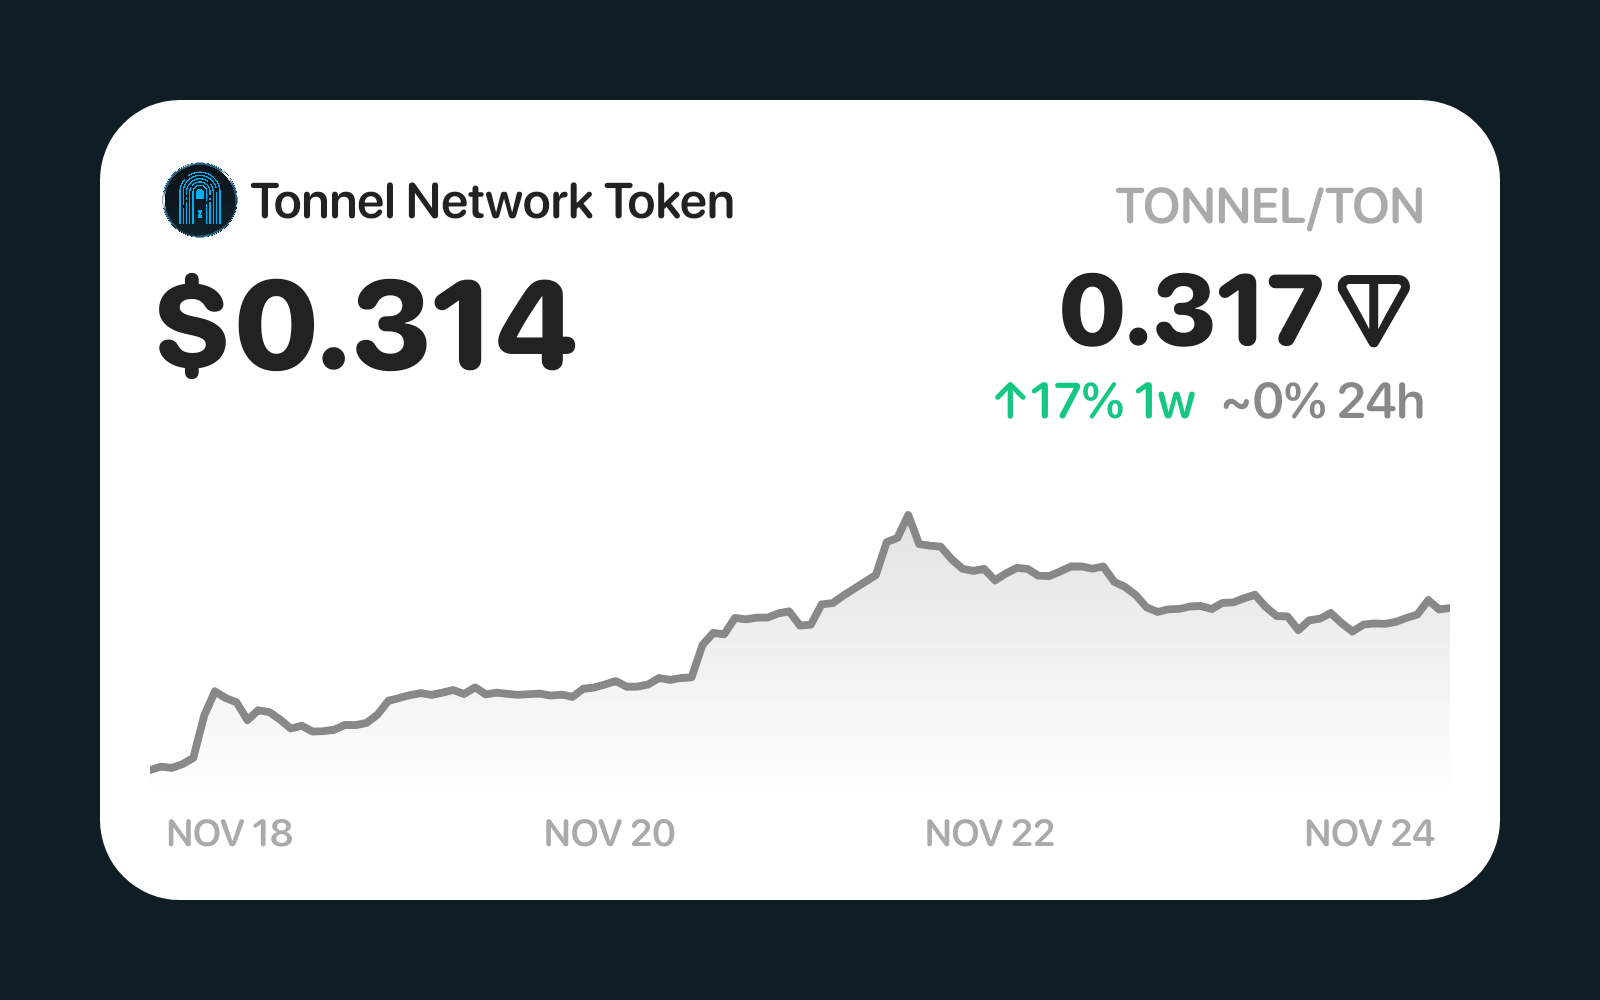 Tonnel Network Token
TONNEL/TON
$0.314
0.317
↑17% 1w ~0% 24h
NOV 18
NOV 20
NOV 22
NOV 24